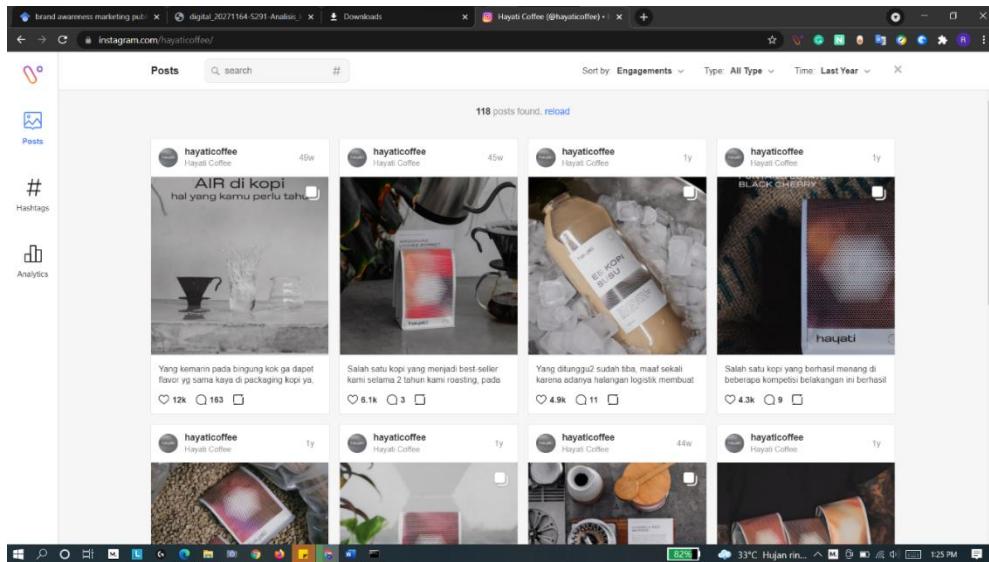 brand awareness marketing publ
digital_20271164-S291-Analisis_
Downloads
Hayati Coffee (@hayaticoffee) •
instagram.com/hayaticoffee/
Posts
search
#
Sort by: Engagements
Type: All Type
Time: Last Year
118 posts found, reload
Posts
#
Hashtags
Analytics
hayaticoffee
Hayati Coffee
45w
AIR di kopi
hal yang kamu perlu tahu
Yang kemarin pada bingung kok ga dapet
flavor yg sama kaya di packaging kopi ya,
12k 163
hayaticoffee
Hayati Coffee
45w
hayati
Salah satu kopi yang menjadi best-seller
kami selama 2 tahun kami roasting, pada
6.1k 3
hayaticoffee
Hayati Coffee
1y
hayati
EE KOPI
SUSU
Yang ditunggu2 sudah tiba, maaf sekali
karena adanya halangan logistik membuat
4.9k 11
hayaticoffee
Hayati Coffee
1y
BLACK CHERRY
hayati
Salah satu kopi yang berhasil menang di
beberapa kompetisi belakangan ini berhasil
4.3k 9
hayaticoffee
Hayati Coffee
1y
hayaticoffee
Hayati Coffee
1y
hayaticoffee
Hayati Coffee
44w
hayaticoffee
Hayati Coffee
1y
82%
33°C Hujan rin...
1:25 PM